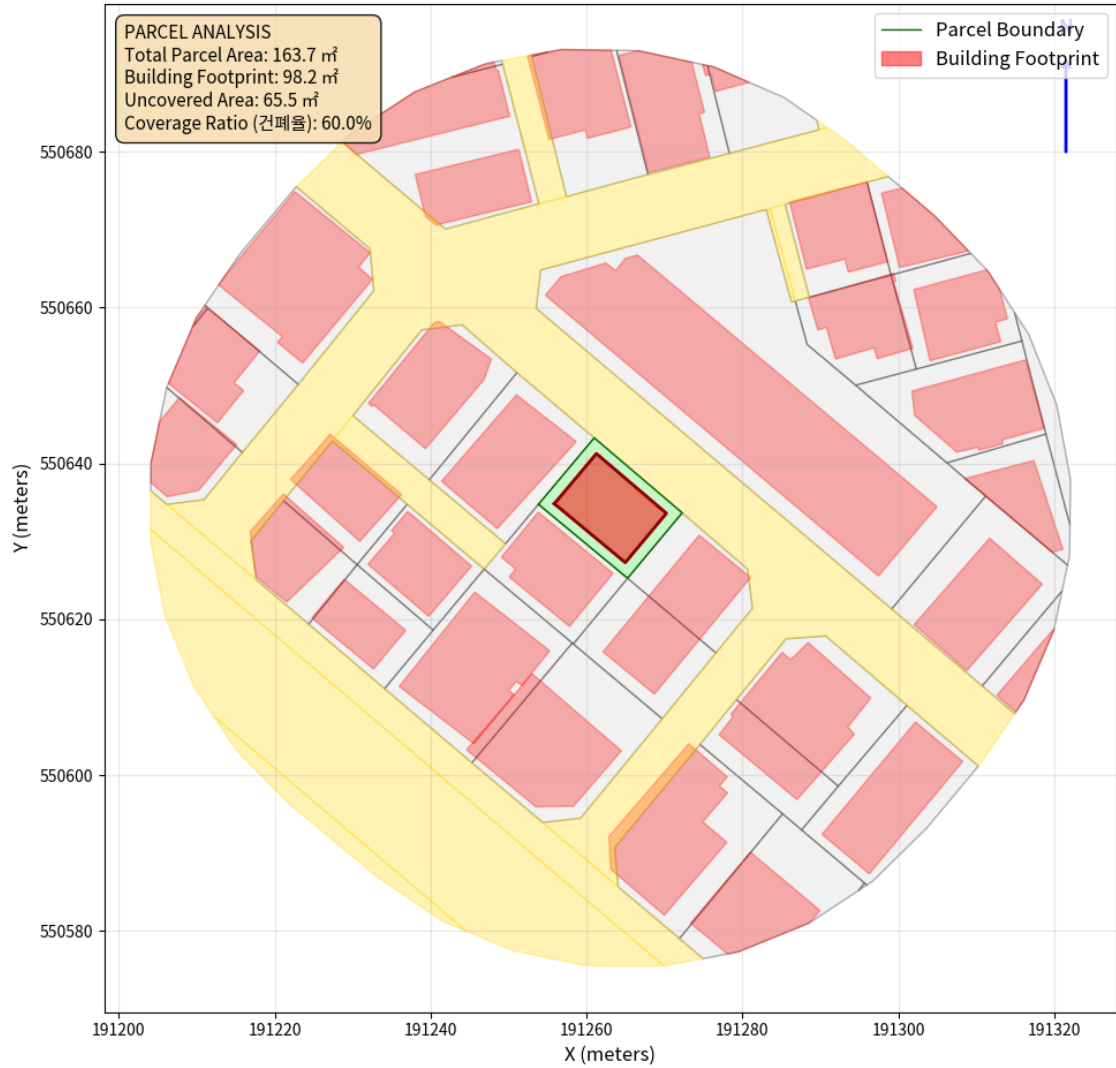 PARCEL ANALYSIS
Total Parcel Area: 163.7 ㎡
Building Footprint: 98.2 ㎡
Uncovered Area: 65.5 ㎡
Coverage Ratio (건폐율): 60.0%
Parcel Boundary
Building Footprint
N
550680
550660
550640
550620
550600
550580
Y (meters)
191200
191220
191240
191260
191280
191300
191320
X (meters)